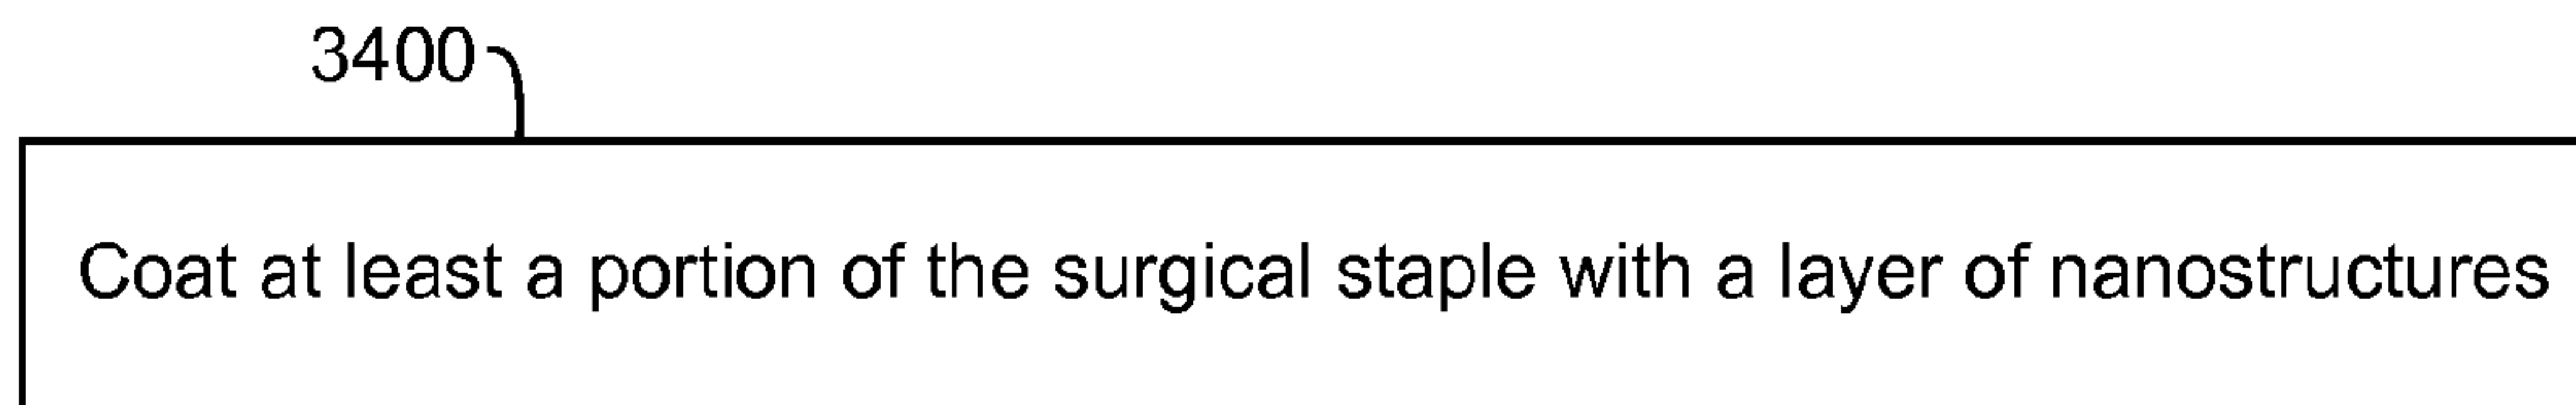 3400
Coat at least a portion of the surgical staple with a layer of nanostructures